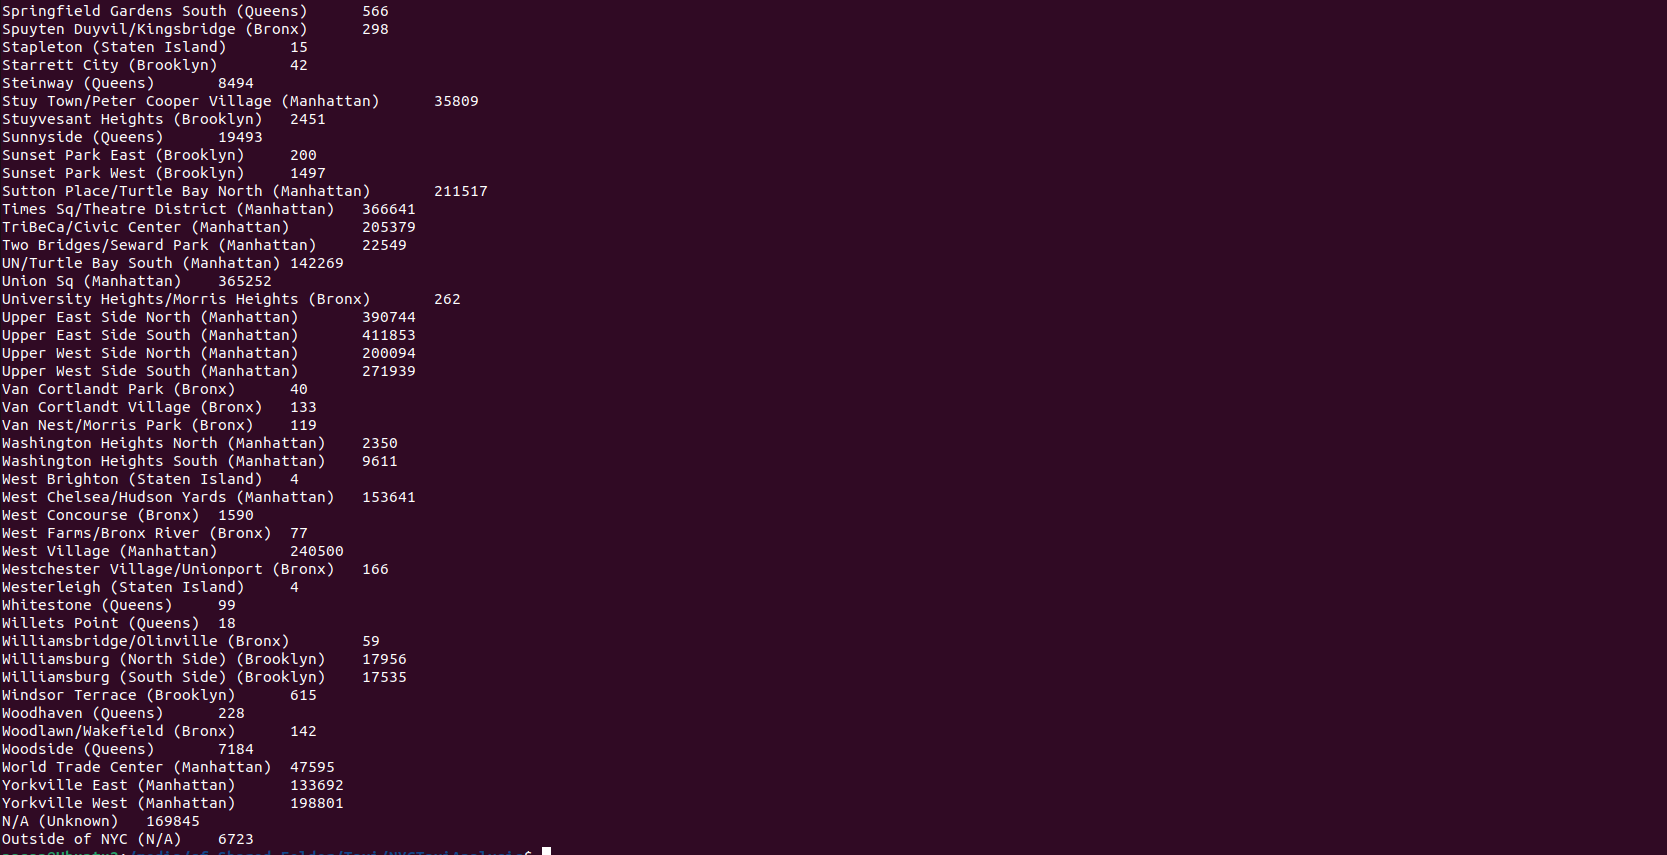 Springfield Gardens South (Queens)	566
Spuyten Duyvil/Kingsbridge (Bronx)	298
Stapleton (Staten Island)	15
Starrett City (Brooklyn)	42
Steinway (Queens)	8494
Stuy Town/Peter Cooper Village (Manhattan)	35809
Stuyvesant Heights (Brooklyn)	2451
Sunnyside (Queens)	19493
Sunset Park East (Brooklyn)	200
Sunset Park West (Brooklyn)	1497
Sutton Place/Turtle Bay North (Manhattan)	211517
Times Sq/Theatre District (Manhattan)	366641
TriBeCa/Civic Center (Manhattan)	205379
Two Bridges/Seward Park (Manhattan)	22549
UN/Turtle Bay South (Manhattan)	142269
Union Sq (Manhattan)	365252
University Heights/Morris Heights (Bronx)	262
Upper East Side North (Manhattan)	390744
Upper East Side South (Manhattan)	411853
Upper West Side North (Manhattan)	200094
Upper West Side South (Manhattan)	271939
Van Cortlandt Park (Bronx)	40
Van Cortlandt Village (Bronx)	133
Van Nest/Morris Park (Bronx)	119
Washington Heights North (Manhattan)	2350
Washington Heights South (Manhattan)	9611
West Brighton (Staten Island)	4
West Chelsea/Hudson Yards (Manhattan)	153641
West Concourse (Bronx)	1590
West Farms/Bronx River (Bronx)	77
West Village (Manhattan)	240500
Westchester Village/Unionport (Bronx)	166
Westerleigh (Staten Island)	4
Whitestone (Queens)	99
Willets Point (Queens)	18
Williamsbridge/Olinville (Bronx)	59
Williamsburg (North Side) (Brooklyn)	17956
Williamsburg (South Side) (Brooklyn)	17535
Windsor Terrace (Brooklyn)	615
Woodhaven (Queens)	228
Woodlawn/Wakefield (Bronx)	142
Woodside (Queens)	7184
World Trade Center (Manhattan)	47595
Yorkville East (Manhattan)	133692
Yorkville West (Manhattan)	198801
N/A (Unknown)	169845
Outside of NYC (N/A)	6723